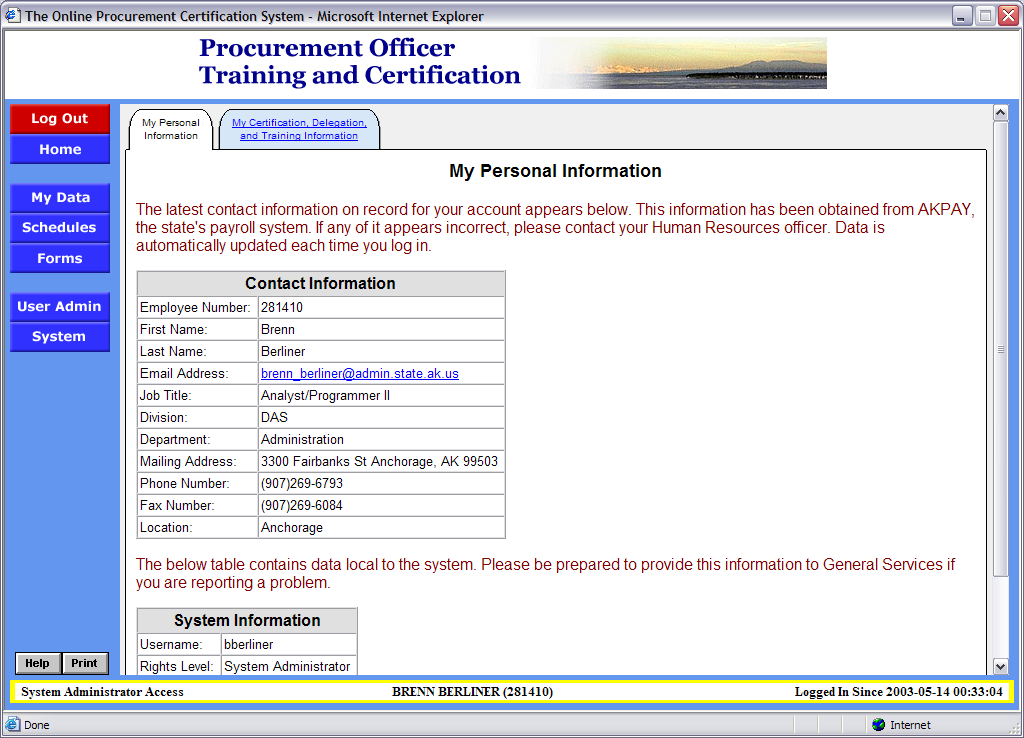 The Online Procurement Certification System - Microsoft Internet Explorer
Procurement Officer
Training and Certification
Log Out
Home
My Data
Schedules
Forms
User Admin
System
Help
Print
My Personal
Information
My Certification, Delegation,
and Training Information
My Personal Information
The latest contact information on record for your account appears below. This information has been obtained from AKPAY,
the state's payroll system. If any of it appears incorrect, please contact your Human Resources officer. Data is
automatically updated each time you log in.
Contact Information
Employee Number: 281410
First Name: Brenn
Last Name: Berliner
Email Address: brenn_berliner@admin.state.ak.us
Job Title: Analyst/Programmer II
Division: DAS
Department: Administration
Mailing Address: 3300 Fairbanks St Anchorage, AK 99503
Phone Number: (907)269-6793
Fax Number: (907)269-6084
Location: Anchorage
The below table contains data local to the system. Please be prepared to provide this information to General Services if
you are reporting a problem.
System Information
Username: bberliner
Rights Level: System Administrator
System Administrator Access BRENN BERLINER (281410) Logged In Since 2003-05-14 00:33:04
Done Internet